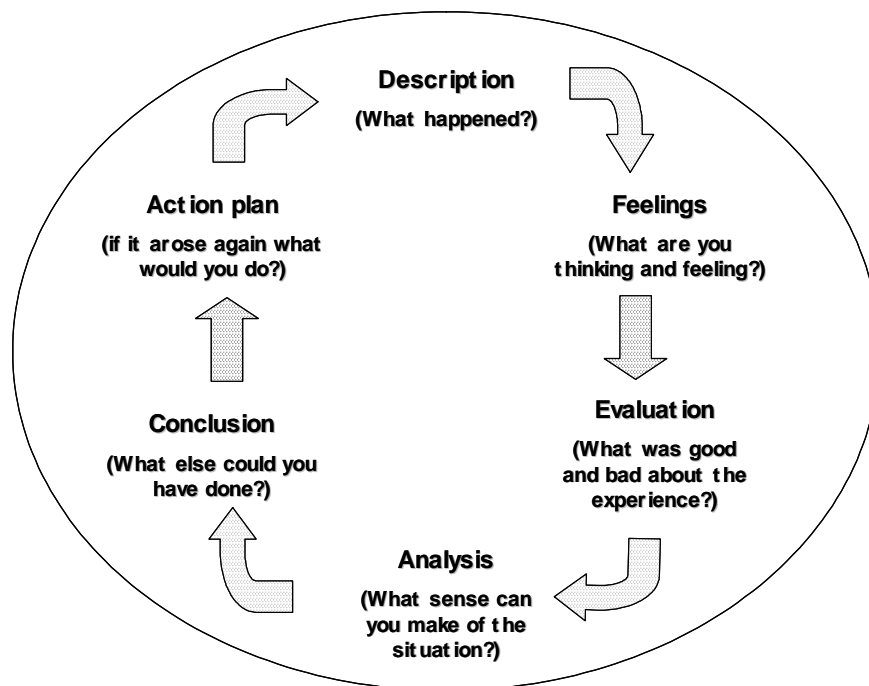 Description
(What happened?)
Feelings
(What are you
thinking and feeling?)
Evaluation
(What was good
and bad about the
experience?)
Analysis
(What sense can
you make of the
situation?)
Conclusion
(What else could you
have done?)
Action plan
(if it arose again what
would you do?)